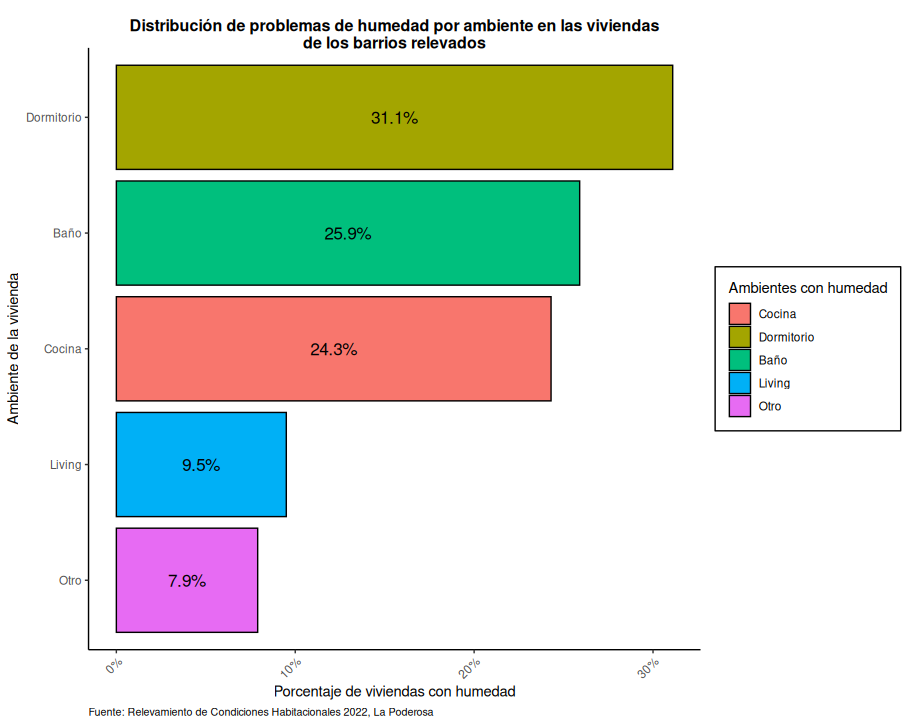 Distribución de problemas de humedad por ambiente en las viviendas
de los barrios relevados
Ambiente de la vivienda
Dormitorio
31.1%
Baño
25.9%
Cocina
24.3%
Living
9.5%
Otro
7.9%
0%
10%
20%
30%
Porcentaje de viviendas con humedad
Ambientes con humedad
Cocina
Dormitorio
Baño
Living
Otro
Fuente: Relevamiento de Condiciones Habitacionales 2022, La Poderosa